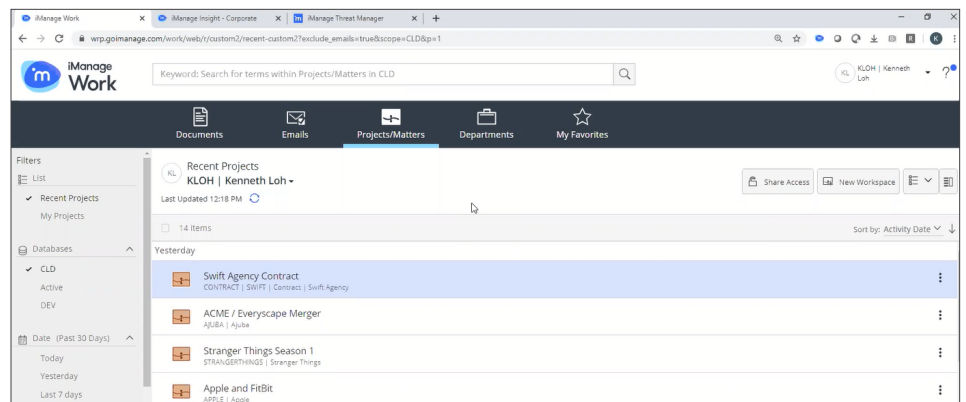 iManage Work
iManage Insight - Corporate
iManage Threat Manager
wrp.goimanage.com/work/web/r/custom2/recent-custom2?exclude_emails=true&scope=CLD&p=1
K
m iManage
Work
Keyword: Search for terms within Projects/Matters in CLD
KL KLOH | Kenneth
Loh
?
Documents Emails Projects/Matters Departments My Favorites
Filters
List
Recent Projects
My Projects
Databases
CLD
Active
DEV
Date (Past 30 Days)
Today
Yesterday
Last 7 days
KL Recent Projects
KLOH | Kenneth Loh
Last Updated 12:18 PM
Share Access New Workspace
14 items
Sort by: Activity Date
Yesterday
Swift Agency Contract
CONTRACT | SWIFT | Contract | Swift Agency
ACME / Everyscape Merger
AJUBA | Ajuba
Stranger Things Season 1
STRANGERTHINGS | Stranger Things
Apple and FitBit
APPLE | Apple